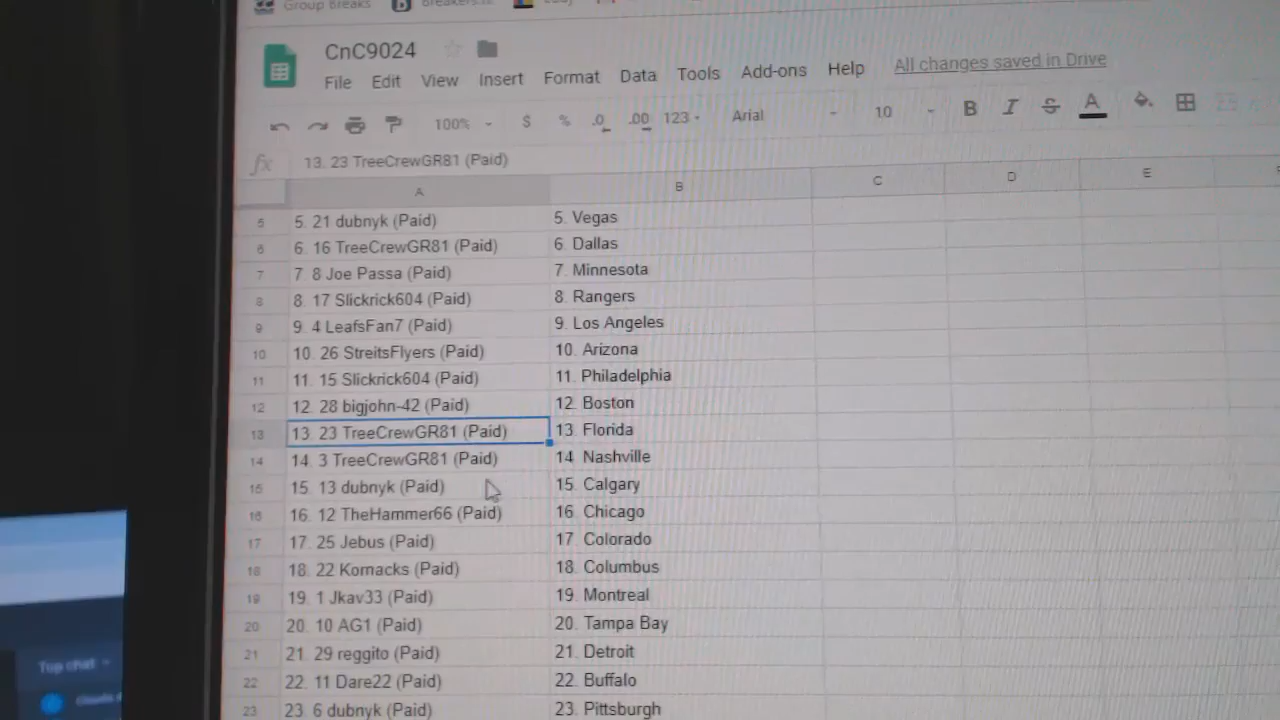 Group Breaks
CnC9024
File Edit View Insert Format Data Tools Add-ons Help All changes saved in Drive
100% $ % .0 .00 123 Arial 10 B I S A
fx 13. 23 TreeCrewGR81 (Paid)
A B C D E
5 5. 21 dubnyk (Paid) 5. Vegas
6 6. 16 TreeCrewGR81 (Paid) 6. Dallas
7 7. 8 Joe Passa (Paid) 7. Minnesota
8 8. 17 Slickrick604 (Paid) 8. Rangers
9 9. 4 LeafsFan7 (Paid) 9. Los Angeles
10 10. 26 StreitsFlyers (Paid) 10. Arizona
11 11. 15 Slickrick604 (Paid) 11. Philadelphia
12 12. 28 bigjohn-42 (Paid) 12. Boston
13 13. 23 TreeCrewGR81 (Paid) 13. Florida
14 14. 3 TreeCrewGR81 (Paid) 14. Nashville
15 15. 13 dubnyk (Paid) 15. Calgary
16 16. 12 TheHammer66 (Paid) 16. Chicago
17 17. 25 Jebus (Paid) 17. Colorado
18 18. 22 Komacks (Paid) 18. Columbus
19 19. 1 Jkav33 (Paid) 19. Montreal
20 20. 10 AG1 (Paid) 20. Tampa Bay
21 21. 29 reggito (Paid) 21. Detroit
22 22. 11 Dare22 (Paid) 22. Buffalo
23 23. 6 dubnyk (Paid) 23. Pittsburgh
Top chat